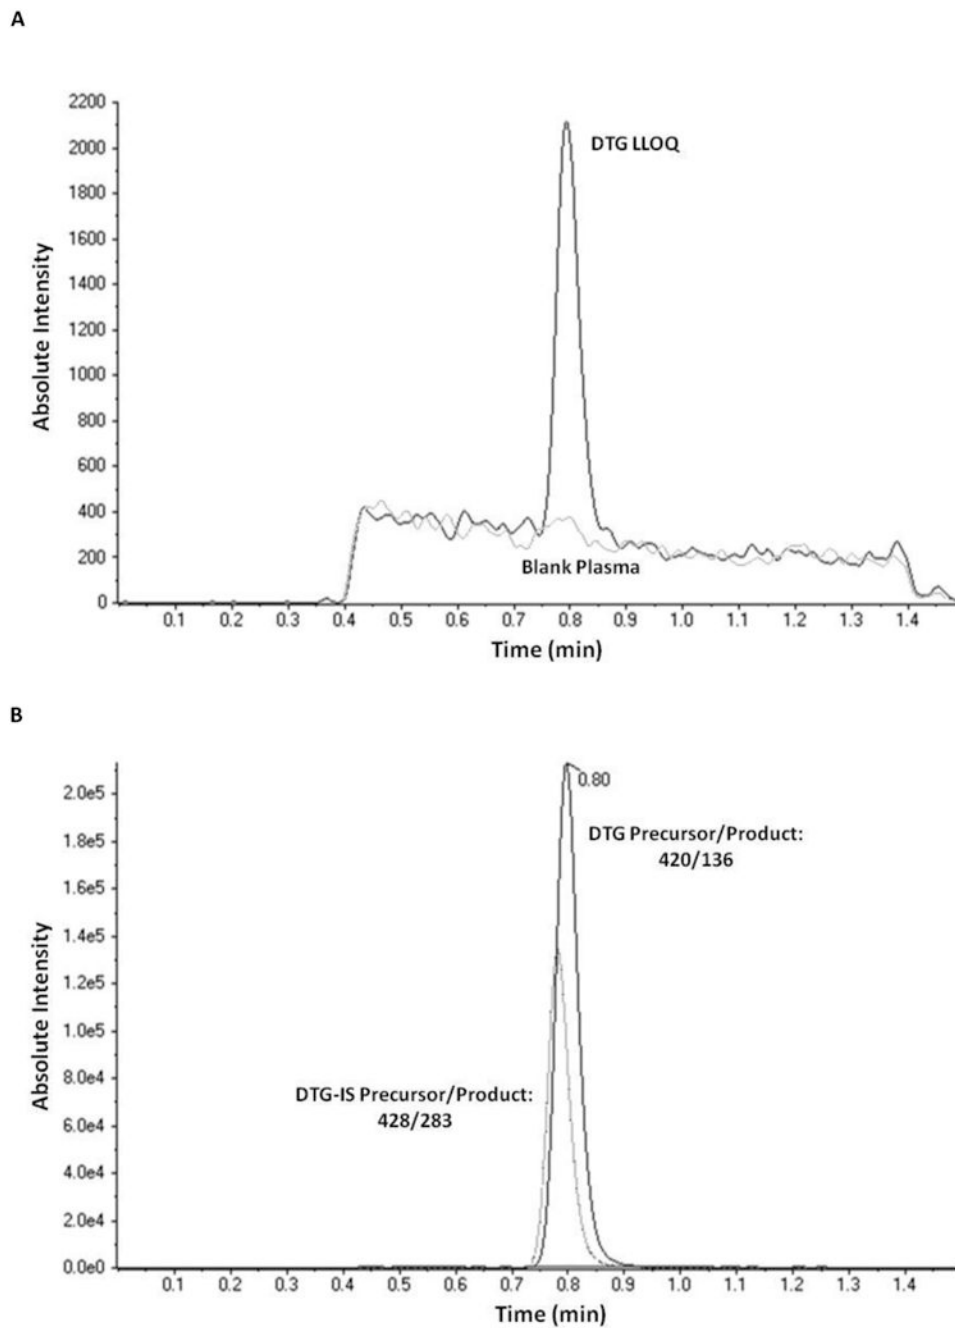 A
2200
2000
1800
1600
1400
1200
1000
800
600
400
200
0
Absolute Intensity
DTG LLOQ
Blank Plasma
0.1 0.2 0.3 0.4 0.5 0.6 0.7 0.8 0.9 1.0 1.1 1.2 1.3 1.4
Time (min)
B
2.0e5
1.8e5
1.6e5
1.4e5
1.2e5
1.0e5
8.0e4
6.0e4
4.0e4
2.0e4
0.0e0
Absolute Intensity
0.80
DTG Precursor/Product:
420/136
DTG-IS Precursor/Product:
428/283
0.1 0.2 0.3 0.4 0.5 0.6 0.7 0.8 0.9 1.0 1.1 1.2 1.3 1.4
Time (min)